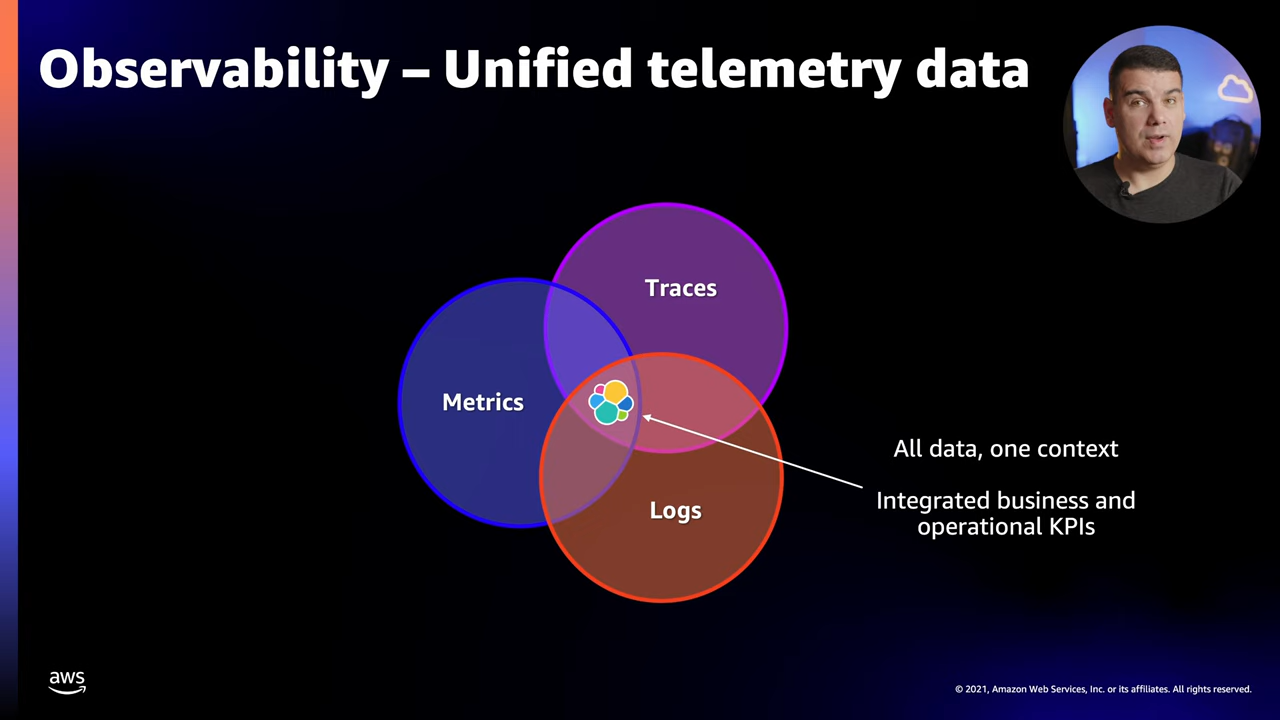 Observability – Unified telemetry data
Traces
Metrics
Logs
All data, one context
Integrated business and
operational KPIs
aws
© 2021, Amazon Web Services, Inc. or its affiliates. All rights reserved.